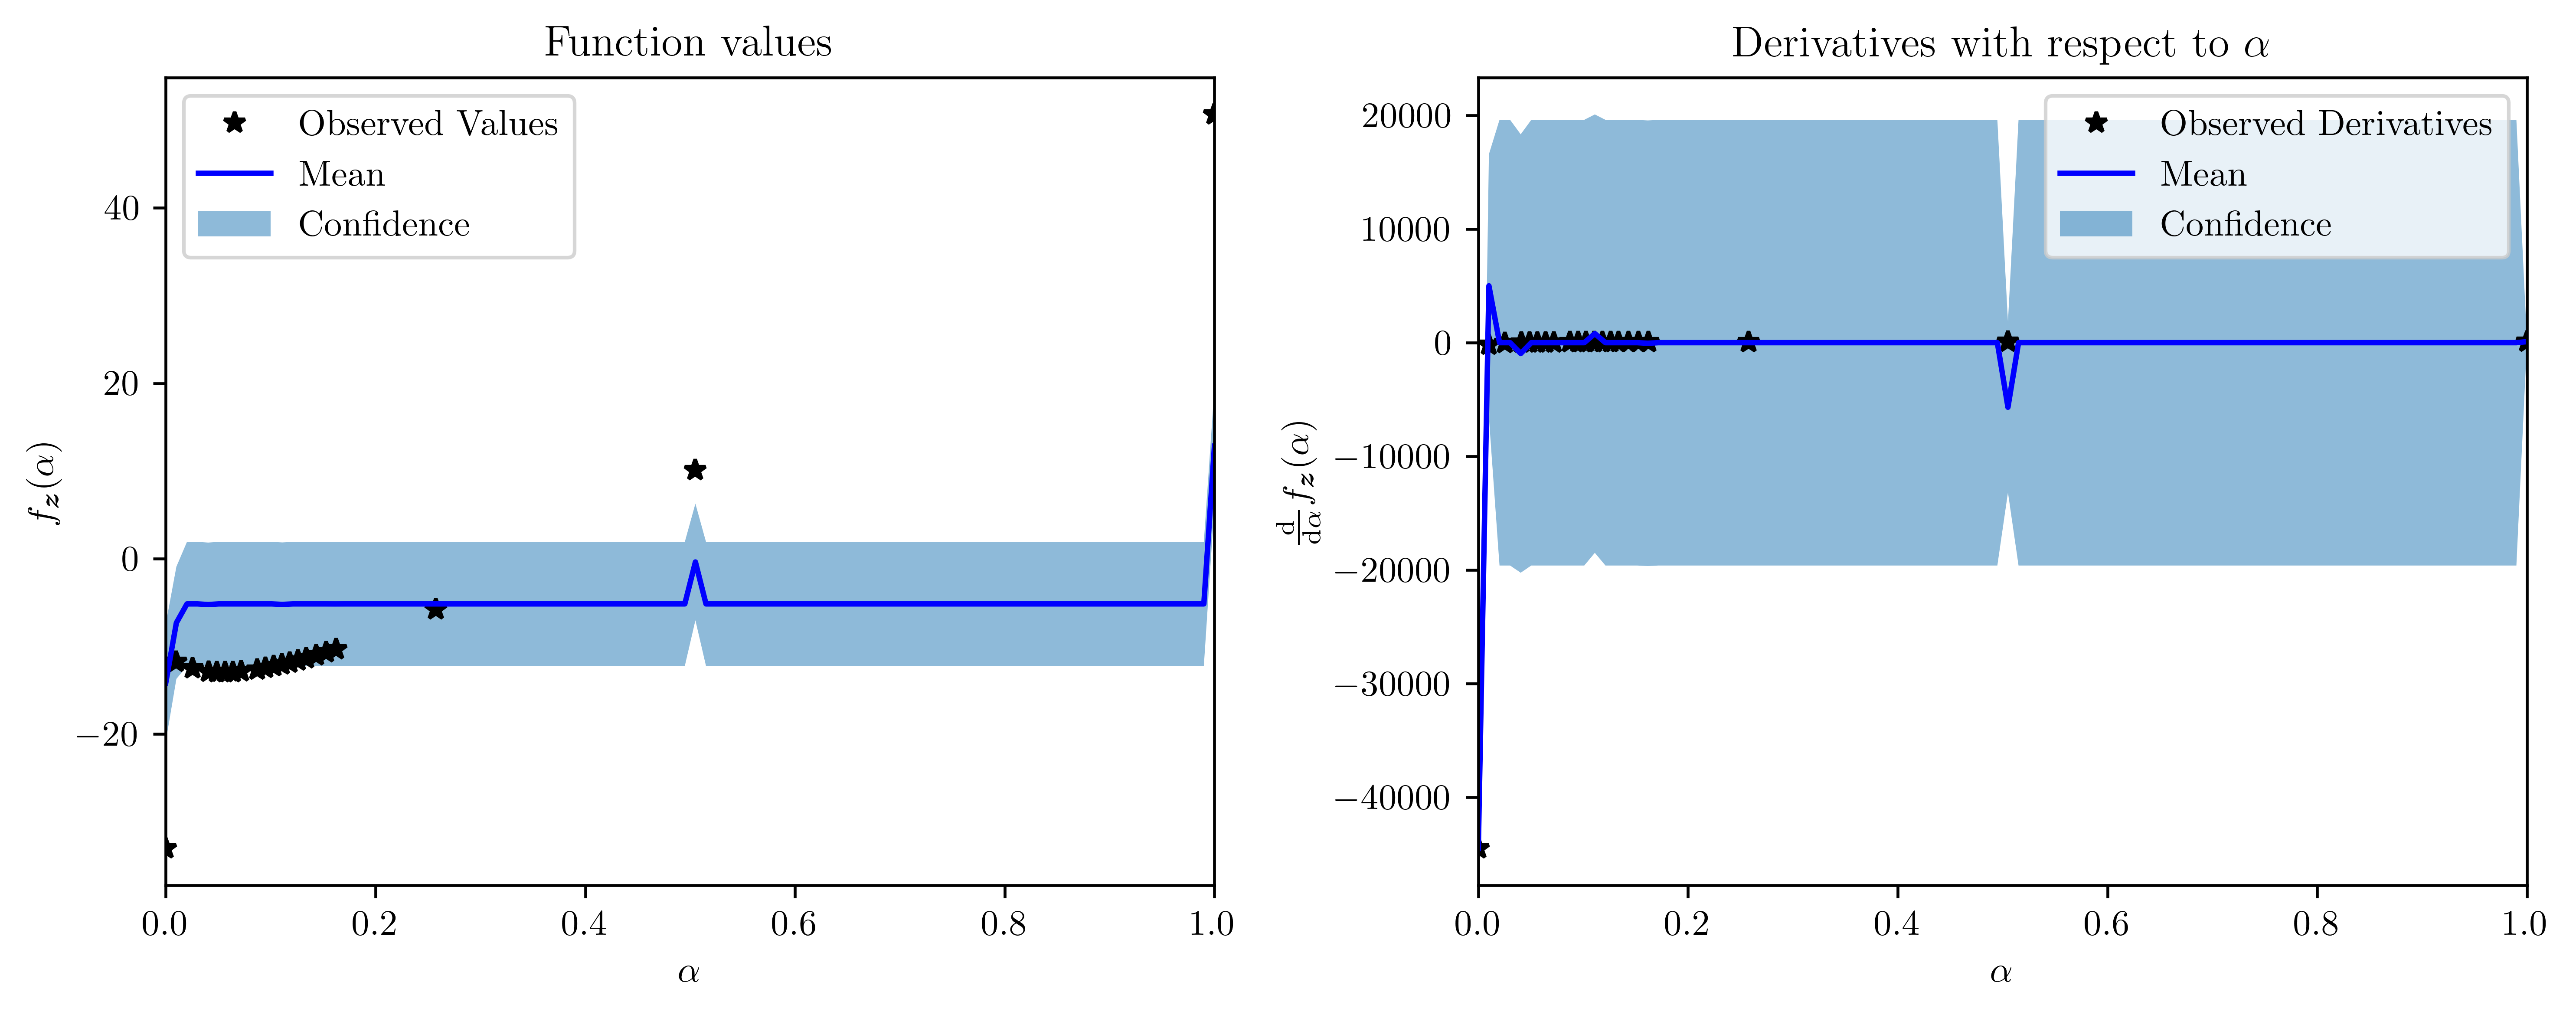 Function values
Observed Values
Mean
Confidence
40
20
0
−20
f_z(α)
0.0 0.2 0.4 0.6 0.8 1.0
α
Derivatives with respect to α
Observed Derivatives
Mean
Confidence
20000
10000
0
−10000
−20000
−30000
−40000
d/dα f_z(α)
0.0 0.2 0.4 0.6 0.8 1.0
α